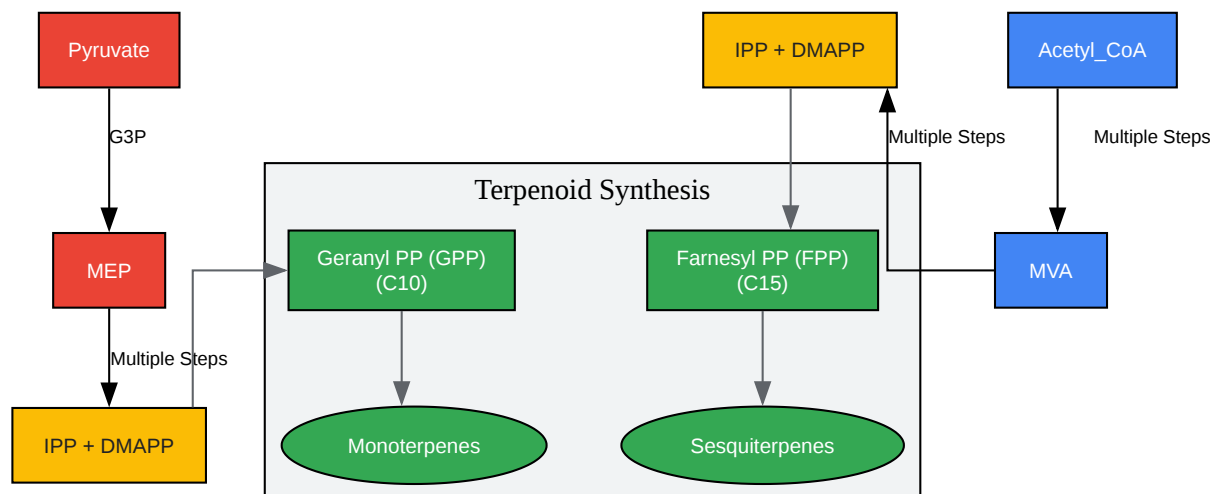 Pyruvate
IPP + DMAPP
Acetyl_CoA
G3P
Multiple Steps
Multiple Steps
Terpenoid Synthesis
MEP
Geranyl PP (GPP)
(C10)
Farnesyl PP (FPP)
(C15)
MVA
Multiple Steps
IPP + DMAPP
Monoterpenes
Sesquiterpenes